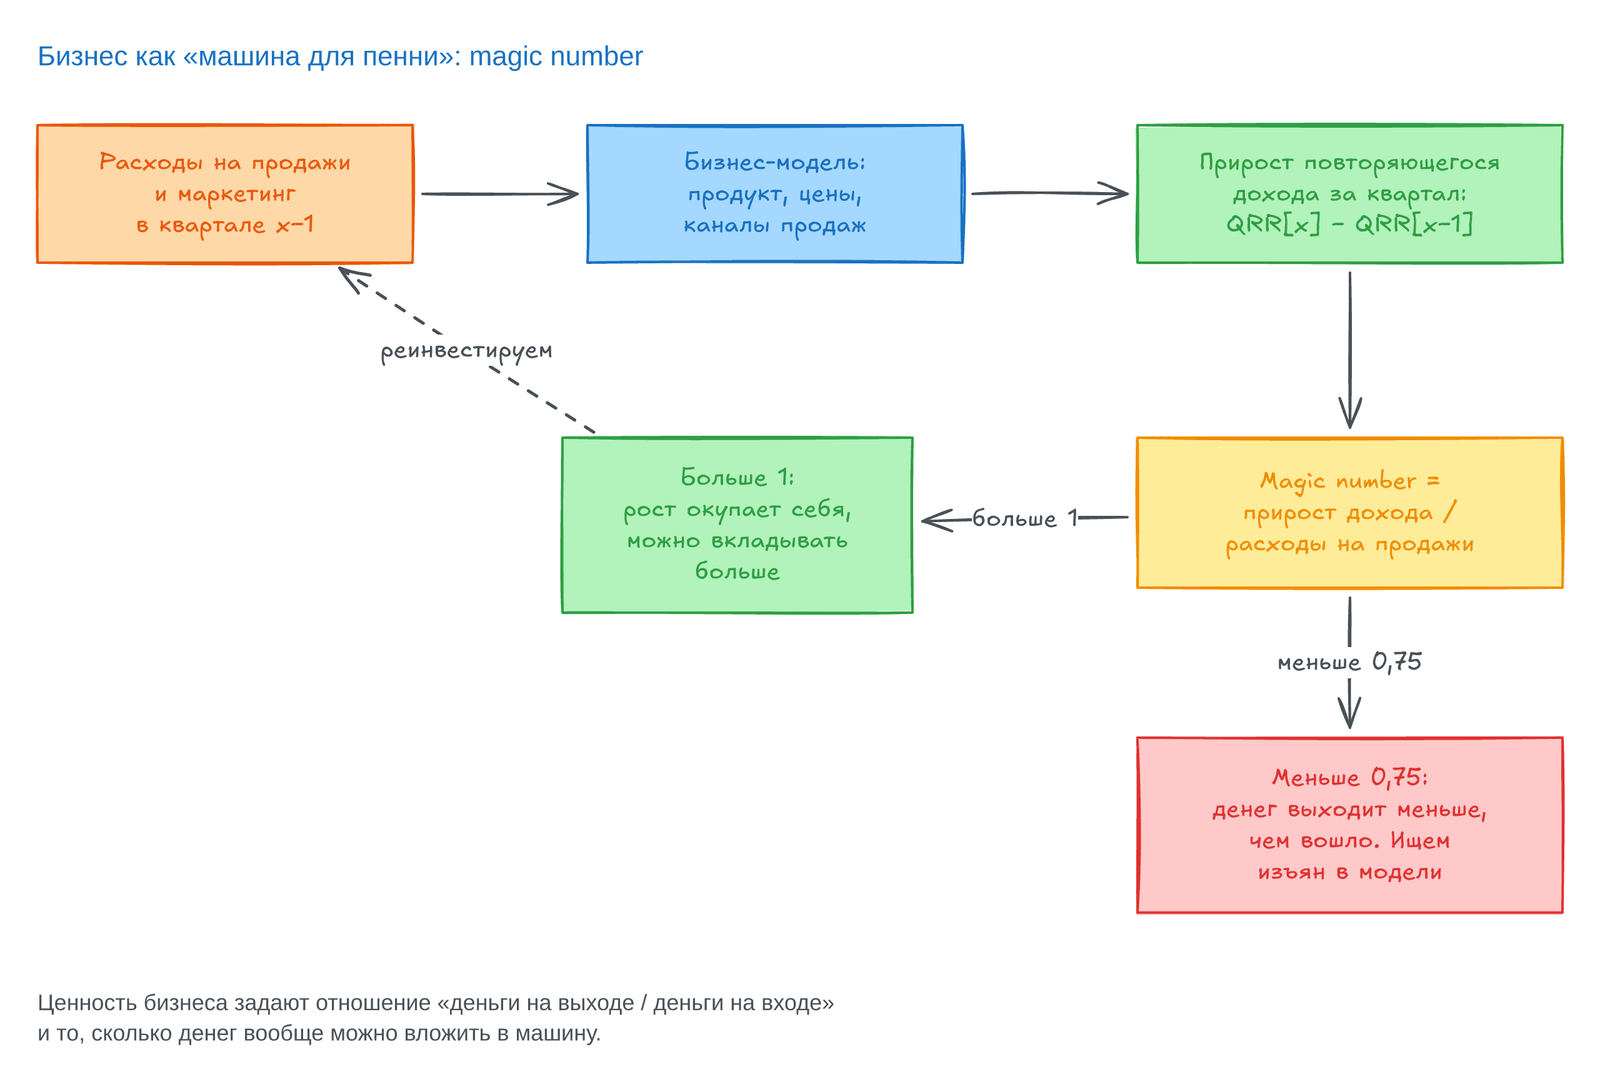 Бизнес как «машина для пенни»: magic number
Расходы на продажи
и маркетинг
в квартале x−1
Бизнес-модель:
продукт, цены,
каналы продаж
Прирост повторяющегося
дохода за квартал:
QRR[x] − QRR[x−1]
реинвестируем
Больше 1:
рост окупает себя,
можно вкладывать
больше
больше 1
Magic number =
прирост дохода /
расходы на продажи
меньше 0,75
Меньше 0,75:
денег выходит меньше,
чем вошло. Ищем
изъян в модели
Ценность бизнеса задают отношение «деньги на выходе / деньги на входе»
и то, сколько денег вообще можно вложить в машину.